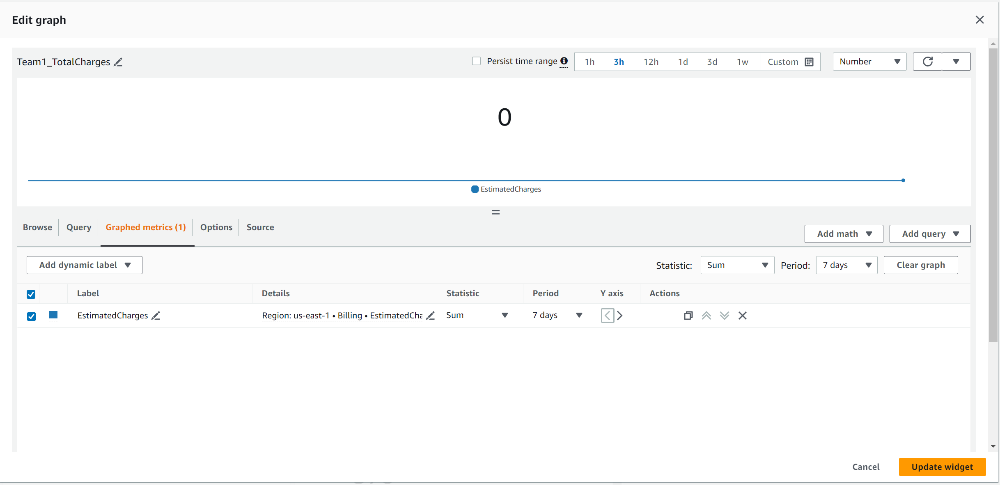 Edit graph
Team1_TotalCharges
Persist time range
1h 3h 12h 1d 3d 1w Custom
Number
0
EstimatedCharges
Browse Query Graphed metrics (1) Options Source
Add math Add query
Add dynamic label
Statistic: Sum Period: 7 days Clear graph
Label Details Statistic Period Y axis Actions
EstimatedCharges Region: us-east-1 • Billing • EstimatedCha Sum 7 days
Cancel Update widget